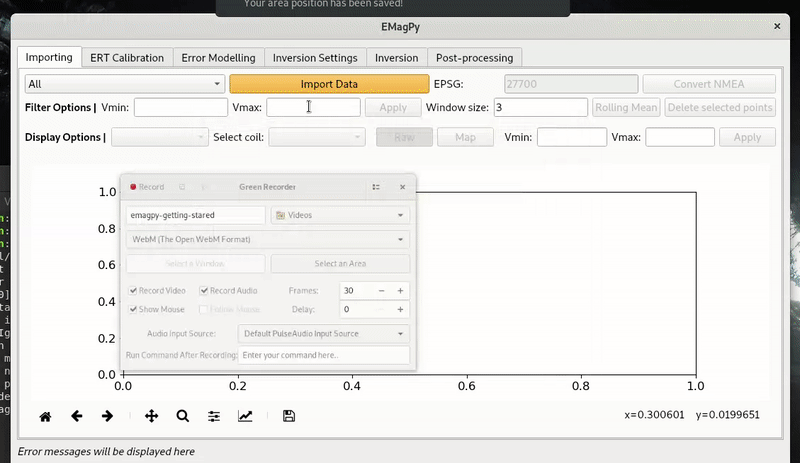 Your area position has been saved!
EMagPy
Importing ERT Calibration Error Modelling Inversion Settings Inversion Post-processing
All Import Data EPSG: 27700 Convert NMEA
Filter Options | Vmin: Vmax: Apply Window size: 3 Rolling Mean Delete selected points
Display Options | Select coil: Raw Map Vmin: Vmax: Apply
Record Green Recorder
emagpy-getting-stared Videos
WebM (The Open WebM Format)
Select a Window Select an Area
Record Video Record Audio Frames: 30 − +
Show Mouse Follow Mouse Delay: 0 +
Audio Input Source: Default PulseAudio Input Source
Run Command After Recording: Enter your command here..
1.0
0.8
0.6
0.4
0.2
0.0
0.0 0.2 0.4 0.6 0.8 1.0
x=0.300601 y=0.0199651
Error messages will be displayed here